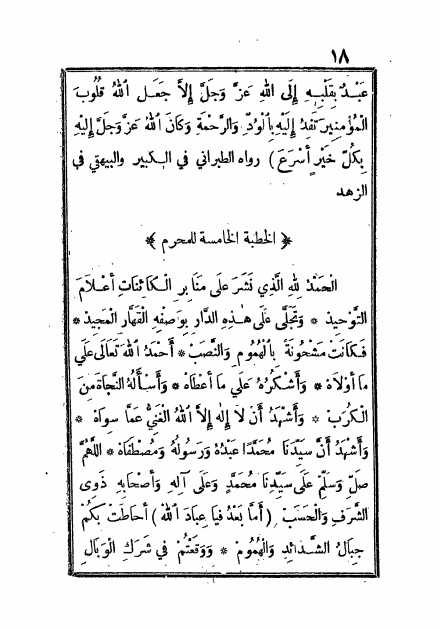 ١٨
عَبْدٌ بِقَلْبِهِ إِلَى اللهِ عَزَّ وَجَلَّ إِلاَّ جَعَلَ اللهُ قُلُوبَ
الْمُؤْمِنِينَ تَفِدُ إِلَيْهِ بِالْوُدِّ وَالرَّحْمَةِ وَكَانَ اللهُ عَزَّ وَجَلَّ إِلَيْهِ
بِكُلِّ خَيْرٍ أَسْرَعَ ) رواه الطبراني في الكبير والبيهقي في
الزهد
﴿ الخطبة الخامسة للمحرم ﴾
الْحَمْدُ لِلهِ الَّذِي نَشَرَ عَلَى مَنَابِرِ الْكَائِنَاتِ أَعْلَامَ
التَّوْحِيدِ * وَتَجَلَّى عَلَى هٰذِهِ الدَّارِ بِوَصْفِهِ الْقَهَّارِ الْمَجِيدِ *
فَكَانَتْ مَشْحُونَةً بِالْهُمُومِ وَالنَّصَبِ * أَحْمَدُ اللهَ تَعَالَى عَلَي
مَا أَوْلَاهُ * وَأَشْكُرُهُ عَلَي مَا أَعْطَاهُ * وَأَسْأَلُهُ النَّجَاةَ مِنَ
الْكُرَبِ * وَأَشْهَدُ أَنْ لَا إِلٰهَ إِلاَّ اللهُ الْغَنِيُّ عَمَّا سِوَاهُ *
وَأَشْهَدُ أَنَّ سَيِّدَنَا مُحَمَّدًا عَبْدُهُ وَرَسُولُهُ وَمُصْطَفَاهُ * اللَّهُمَّ
صَلِّ وَسَلِّمْ عَلَى سَيِّدِنَا مُحَمَّدٍ وَعَلَى آلِهِ وَأَصْحَابِهِ ذَوِى
الشَّرَفِ وَالْحَسَبْ ( أَمَّا بَعْدُ فَيَا عِبَادَ اللهِ ) أَحَاطَتْ بِكُمْ
جِبَالُ الشَّدَائِدِ وَالْهُمُومِ * وَوَقَعْتُمْ فِي شَرَكِ الْوَبَالِ